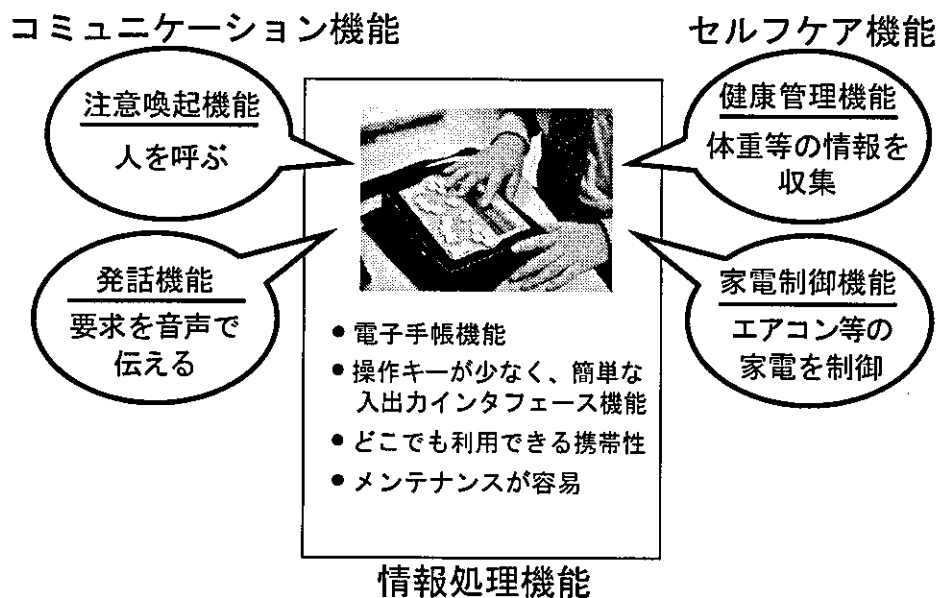 コミュニケーション機能
セルフケア機能
注意喚起機能
人を呼ぶ
発話機能
要求を音声で
伝える
健康管理機能
体重等の情報を
収集
家電制御機能
エアコン等の
家電を制御
● 電子手帳機能
● 操作キーが少なく、簡単な
入出力インタフェース機能
● どこでも利用できる携帯性
● メンテナンスが容易
情報処理機能